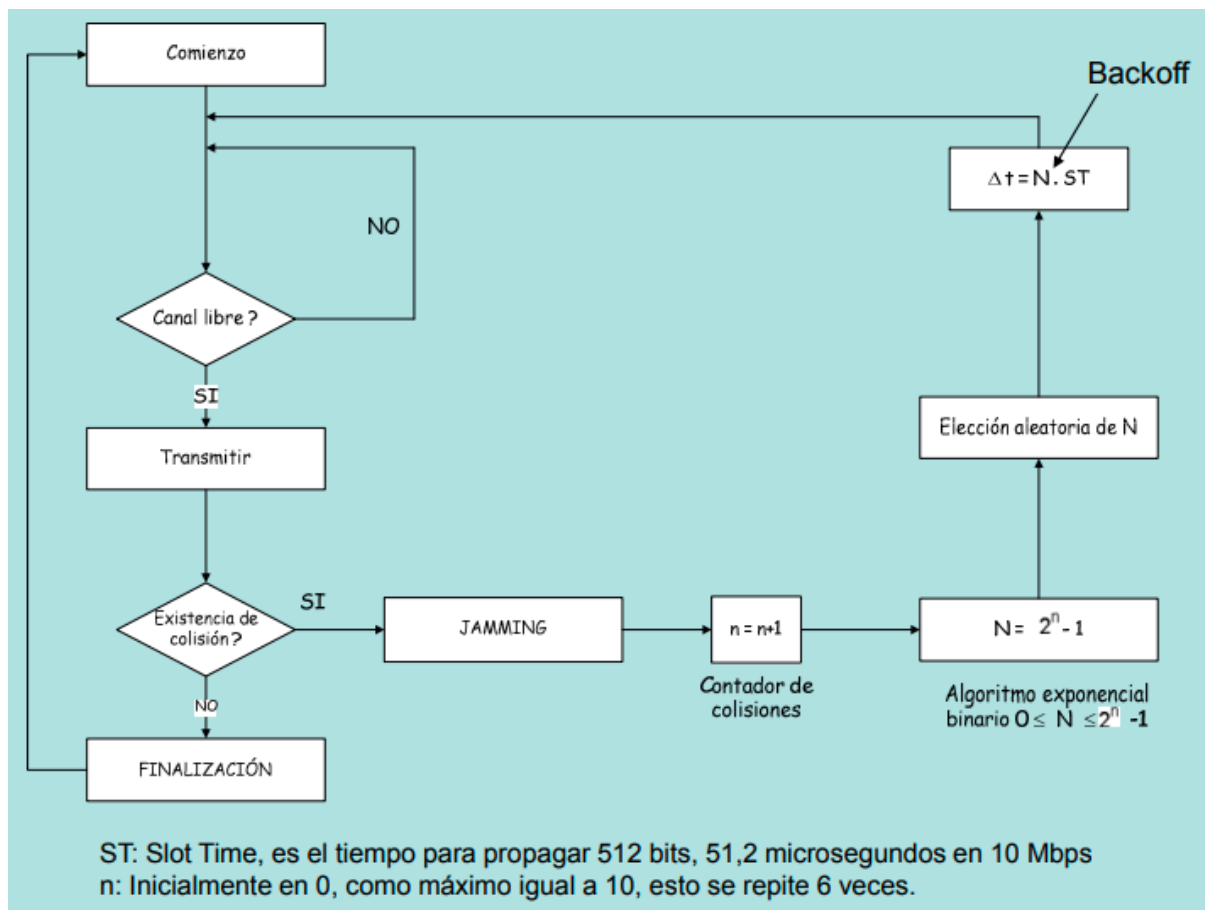 Comienzo
Backoff
Δt=N.ST
NO
Canal libre?
SI
Elección aleatoria de N
Transmitir
Existencia de
colisión?
SI
JAMMING
n = n+1
N= 2ⁿ-1
Contador de
colisiones
Algoritmo exponencial
binario 0≤ N ≤2ⁿ -1
NO
FINALIZACIÓN
ST: Slot Time, es el tiempo para propagar 512 bits, 51,2 microsegundos en 10 Mbps
n: Inicialmente en 0, como máximo igual a 10, esto se repite 6 veces.